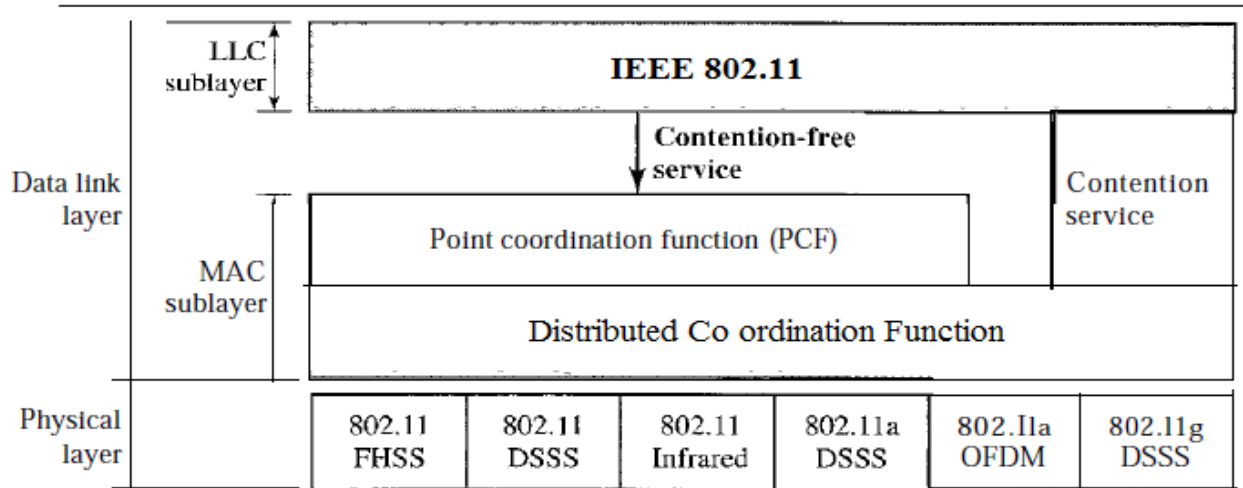 LLC
sublayer
IEEE 802.11
Contention-free
service
Data link
layer
Contention
service
Point coordination function (PCF)
MAC
sublayer
Distributed Co ordination Function
Physical
layer
802.11
FHSS
802.11
DSSS
802.11
Infrared
802.11a
DSSS
802.11a
OFDM
802.11g
DSSS